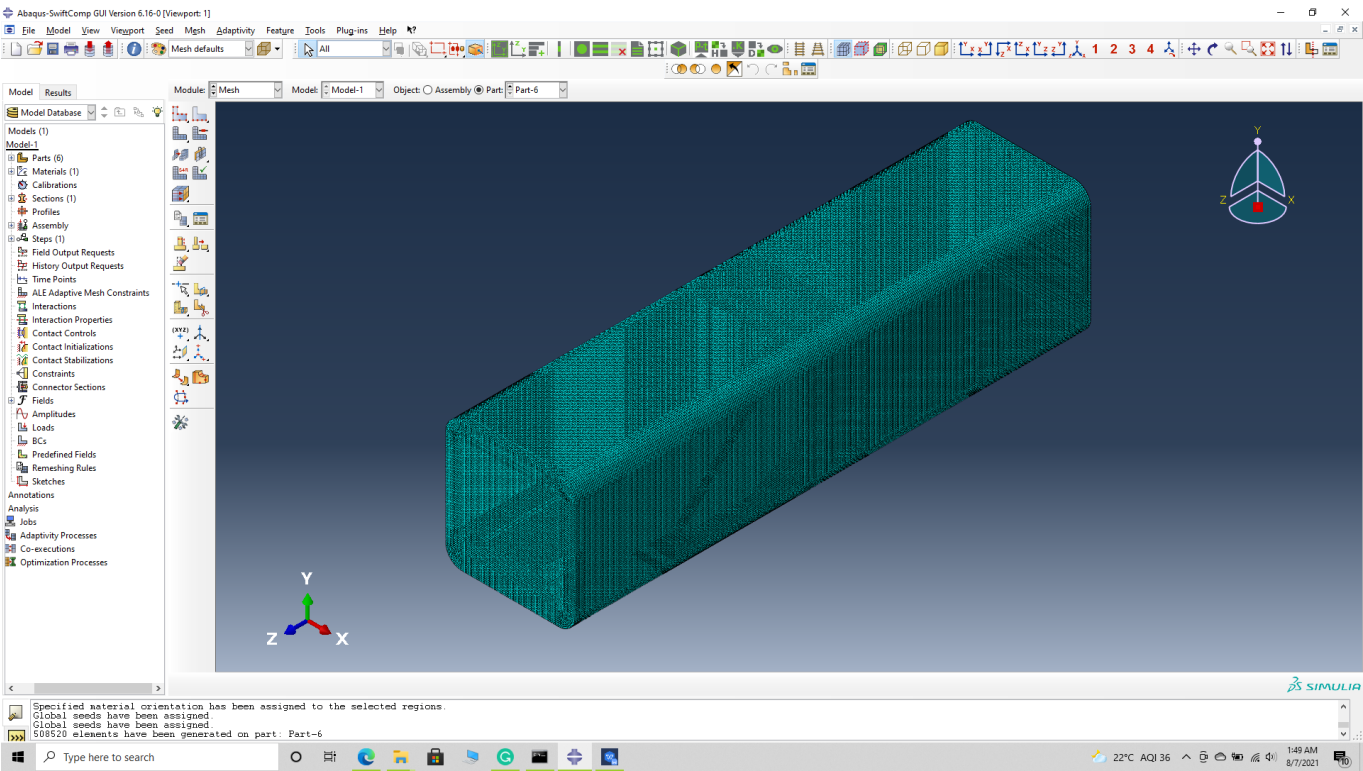 Abaqus-SwiftComp GUI Version 6.16-0 [Viewport: 1]
File Model View Viewport Seed Mesh Adaptivity Feature Tools Plug-ins Help
Mesh defaults
All
1 2 3 4
Model Results
Module: Mesh Model: Model-1 Object: Assembly Part: Part-6
Model Database
Models (1)
Model-1
Parts (6)
Materials (1)
Calibrations
Sections (1)
Profiles
Assembly
Steps (1)
Field Output Requests
History Output Requests
Time Points
ALE Adaptive Mesh Constraints
Interactions
Interaction Properties
Contact Controls
Contact Initializations
Contact Stabilizations
Constraints
Connector Sections
Fields
Amplitudes
Loads
BCs
Predefined Fields
Remeshing Rules
Sketches
Annotations
Analysis
Jobs
Adaptivity Processes
Co-executions
Optimization Processes
(XYZ)
Y
Z X
Y
Z X
SIMULIA
Specified material orientation has been assigned to the selected regions.
Global seeds have been assigned.
Global seeds have been assigned.
508520 elements have been generated on part: Part-6
Type here to search
22°C AQI 36
1:49 AM
8/7/2021
10